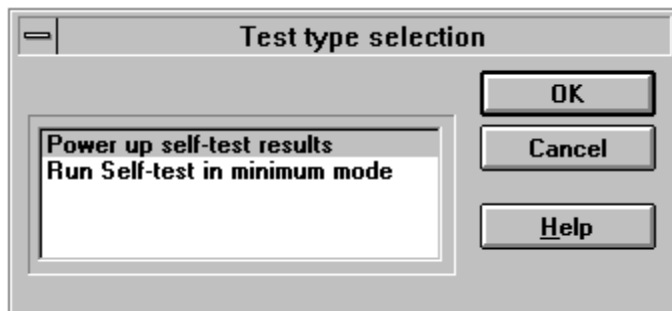 Test type selection
Power up self-test results
Run Self-test in minimum mode
OK
Cancel
Help